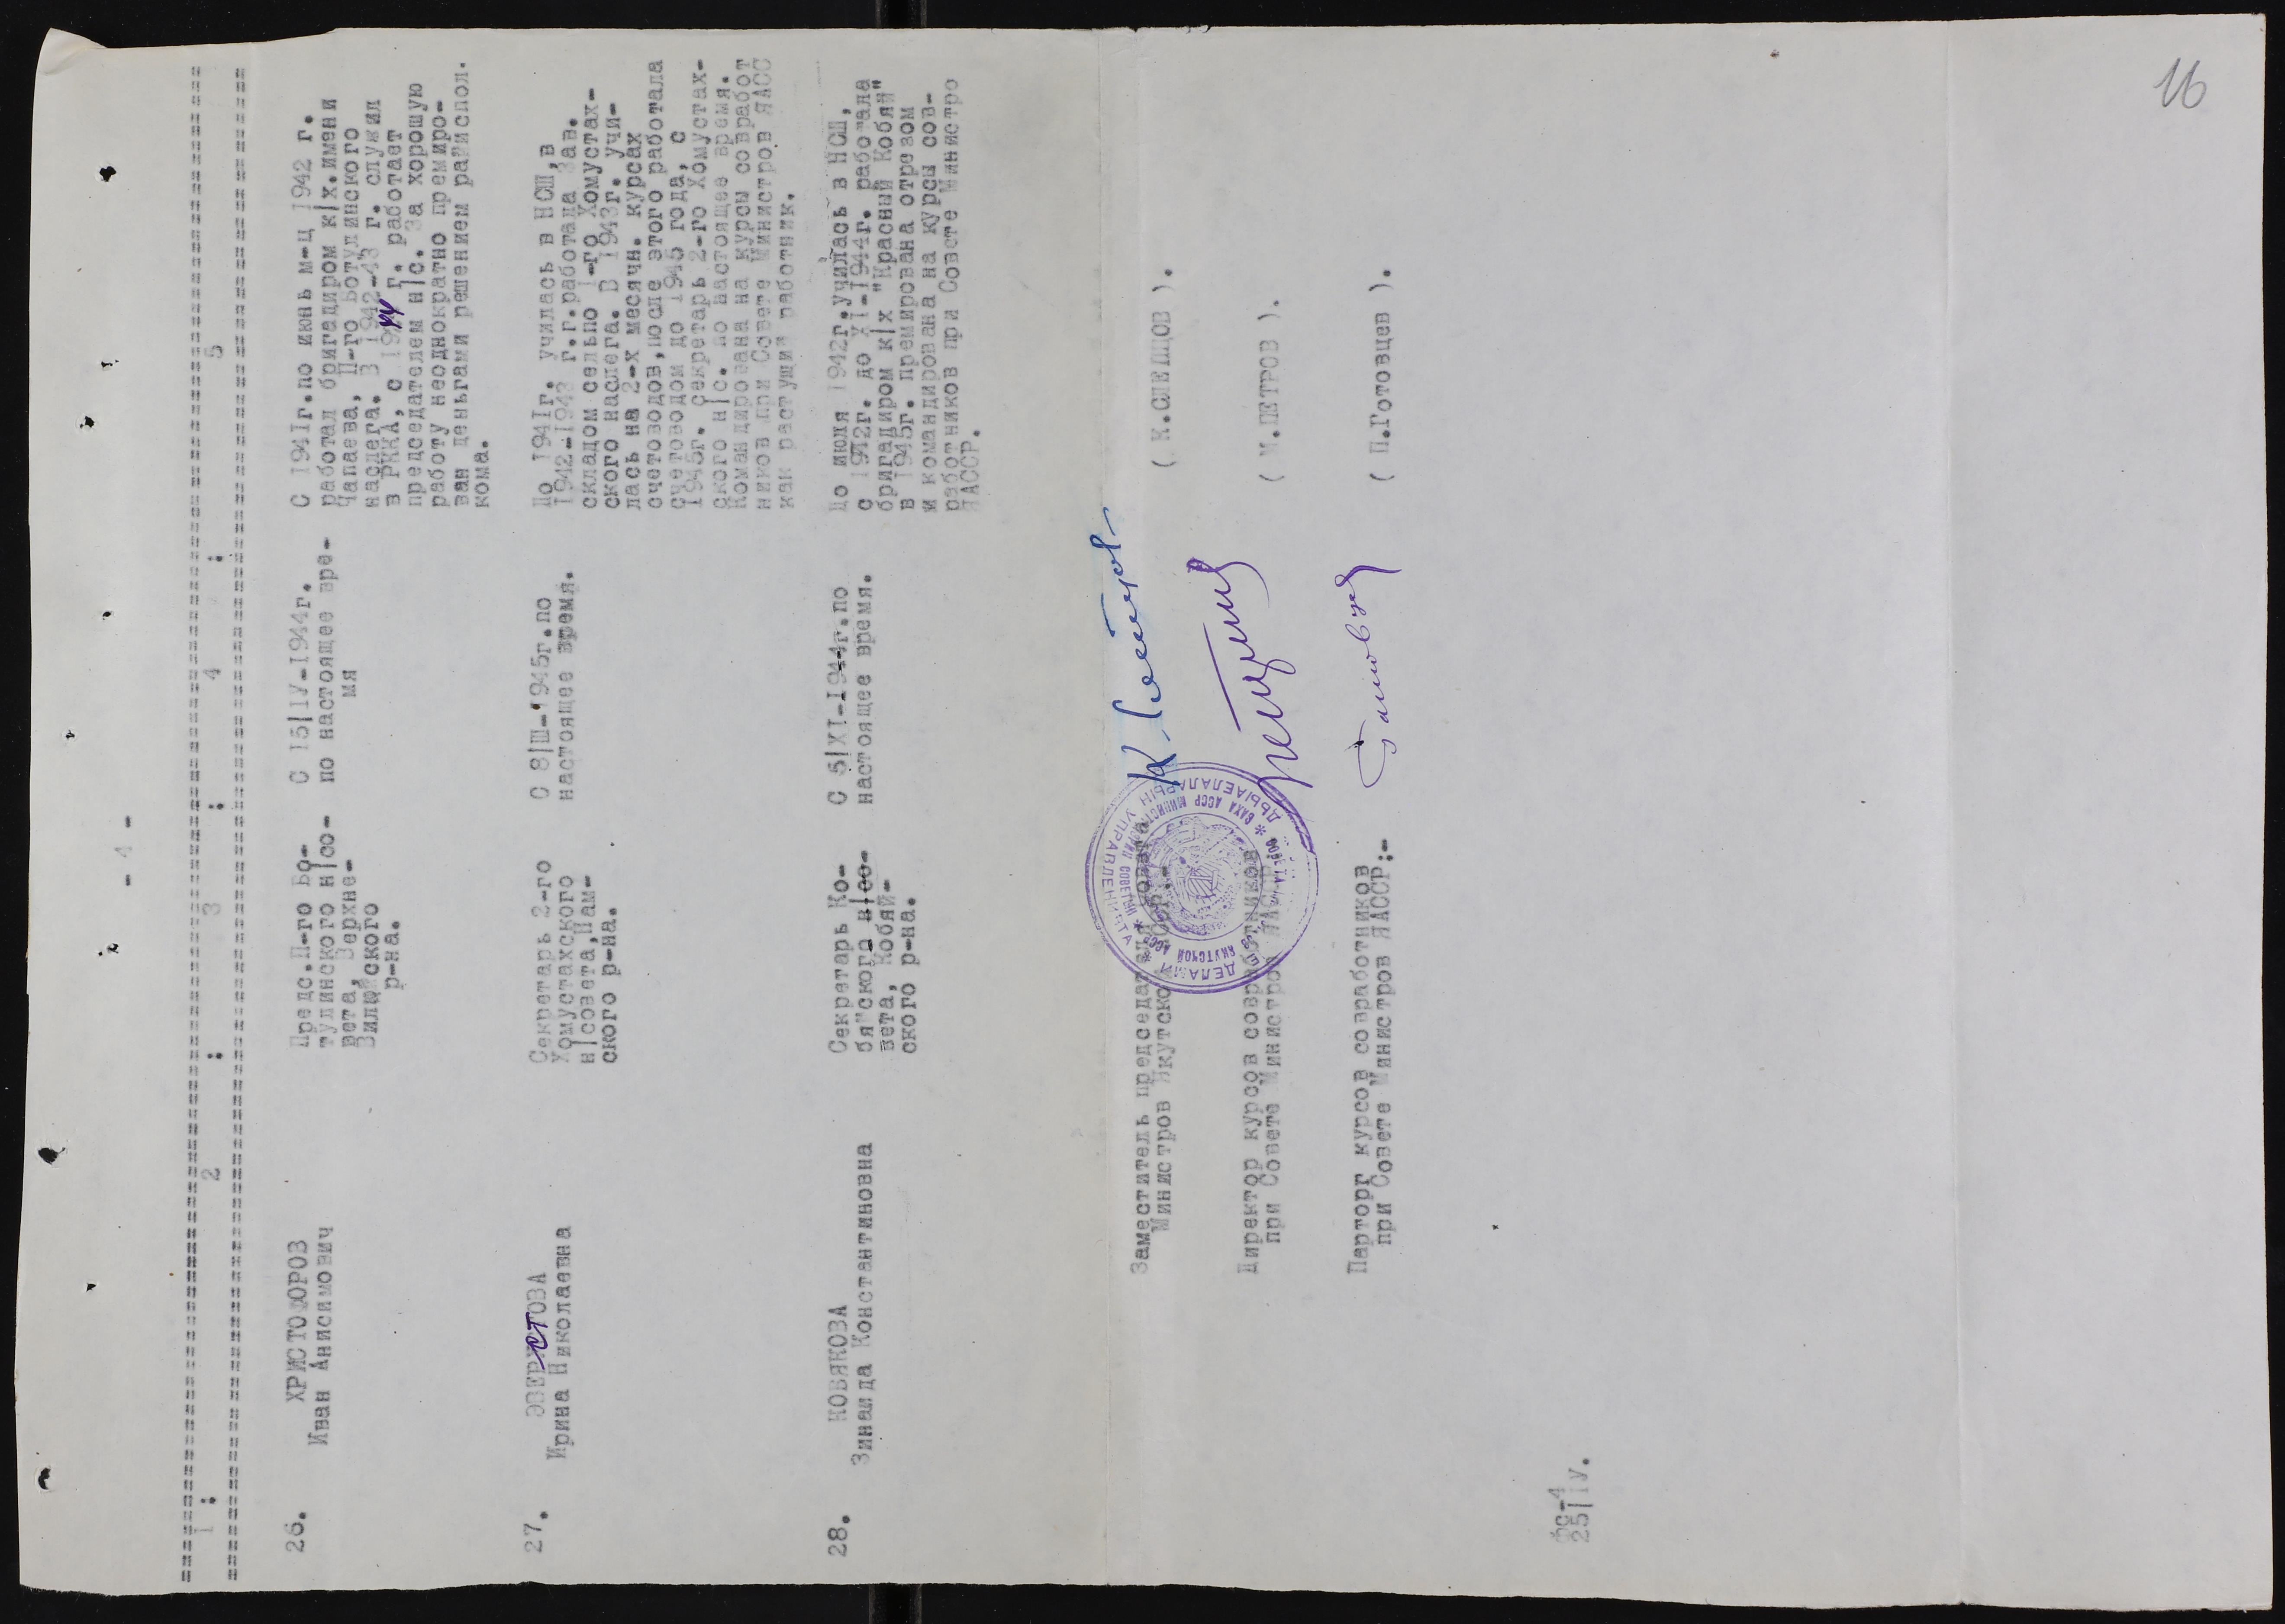 16
- 4 -
1 : 2 : 3 : 4 : 5
26.
ХРИСТОФОРОВ
Иван Анисимович
Предс.П-го Бо-
тулинского н|со-
вета, Верхне-
Вилюйского
р-на.
С 15|IУ-1944г.
по настоящее вре-
мя
С 1941г.по июнь м-ц 1942 г.
работал бригадиром к|х.имени
Чапаева, П-го Ботулинского
наслега. В 1942-43 г. служил
в РККА, с 1944 г. работает
председателем н|с. За хорошую
работу неоднократно премиро-
ван деньгами решением райиспол.
кома.
27.
ЭВЕРСТОВА
Ирина Николаевна
Секретарь 2-го
Хомустахского
н|совета,Нам-
ского р-на.
С 8|Ш-1945г.по
настоящее время.
До 1941г. училась в НСШ,в
1942-1943 г.г.работала Зав.
складом сельпо 1-го Хомустах-
ского наслега. В 1943г. учи-
лась на 2-х месячн. курсах
счетоводов,после этого работала
счетоводом до 1945 года, с
1945г. секретарь 2-го Хомустах-
ского н|с. по настоящее время.
Командирована на курсы совработ
ников при Совете Министров ЯАСС
как растущий работник.
28.
НОВЯКОВА
Зинаида Константиновна
Секретарь Ко-
бя"ского н|со-
вета, Кобяй-
ского р-на.
С 5|XI-1944г.по
настоящее время.
До июля 1942г.училась в НСШ,
с 1942г. до XI-1944г. работала
бригадиром к|х "Красный Кобяй"
в 1945г. премирована отрезом
и командирована на курсы сов-
работников при Совете Министро
ЯАССР.
Заместитель председателя Совета
Министров Якутской АССР:-
К. Слепцов
( К.СЛЕПЦОВ ).
Директор курсов совработников
при Совете Министров ЯАССР
Петров
( М.ПЕТРОВ ).
Парторг курсов совработников
при Совете Министров ЯАССР:-
Готовцев
( П.Готовцев ).
фс-4
25|IУ.